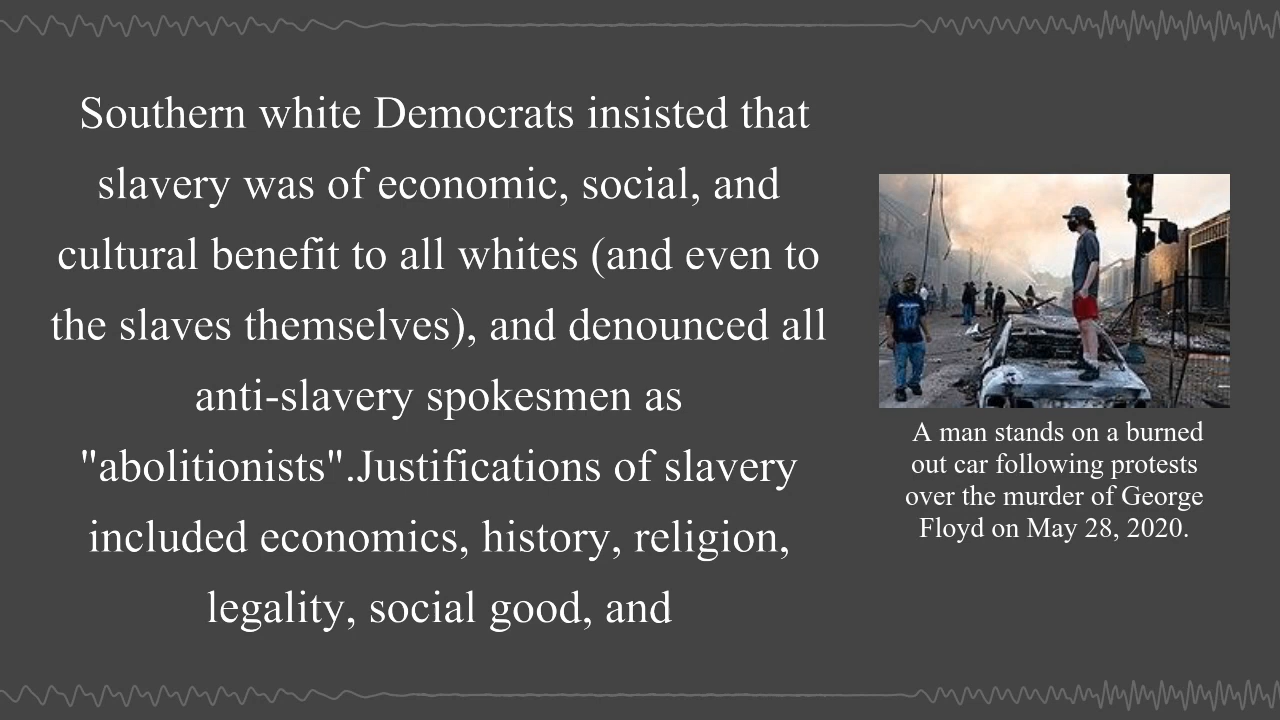 Southern white Democrats insisted that
slavery was of economic, social, and
cultural benefit to all whites (and even to
the slaves themselves), and denounced all
anti-slavery spokesmen as
"abolitionists".Justifications of slavery
included economics, history, religion,
legality, social good, and
A man stands on a burned
out car following protests
over the murder of George
Floyd on May 28, 2020.